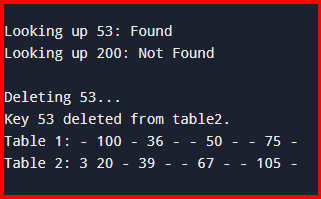 Looking up 53: Found
Looking up 200: Not Found
Deleting 53...
Key 53 deleted from table2.
Table 1: - 100 - 36 - - 50 - - 75 -
Table 2: 3 20 - 39 - - 67 - - 105 -